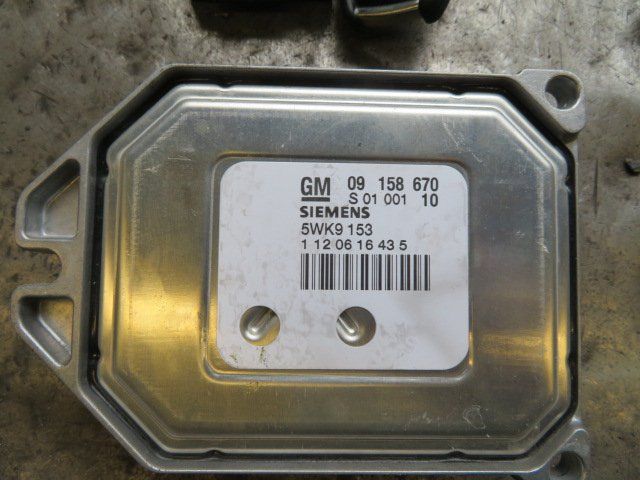 GM 09 158 670
S 01 001 10
SIEMENS
5WK9 153
1 12 06 16 43 5